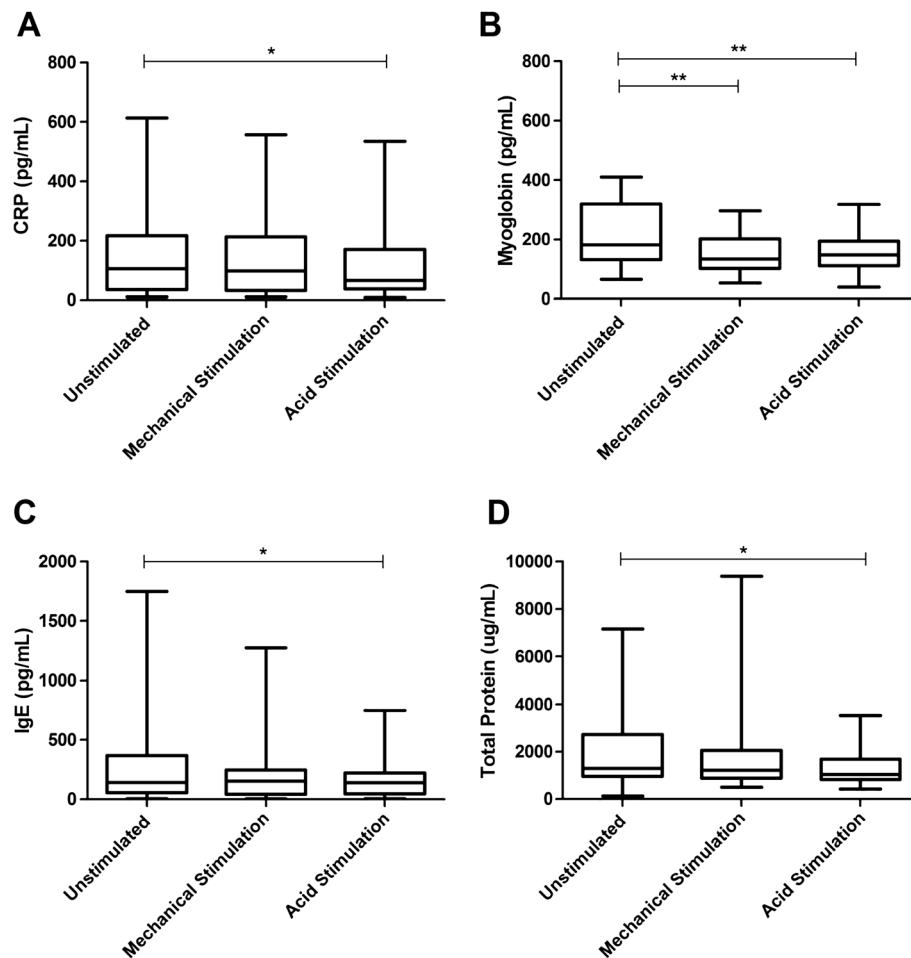 A
*
800
600
400
200
0
CRP (pg/mL)
Unstimulated
Mechanical Stimulation
Acid Stimulation
B
**
**
800
600
400
200
0
Myoglobin (pg/mL)
Unstimulated
Mechanical Stimulation
Acid Stimulation
C
*
2000
1500
1000
500
0
IgE (pg/mL)
Unstimulated
Mechanical Stimulation
Acid Stimulation
D
*
10000
8000
6000
4000
2000
0
Total Protein (ug/mL)
Unstimulated
Mechanical Stimulation
Acid Stimulation